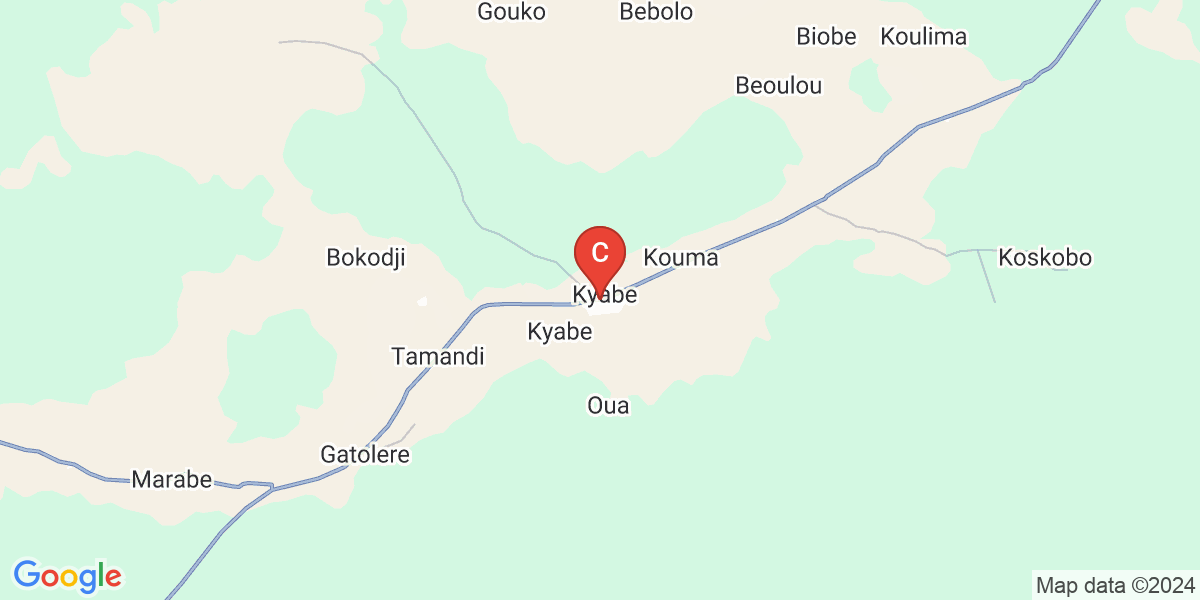 Gouko
Bebolo
Biobe
Koulima
Beoulou
C
Bokodji
Kouma
Koskobo
Kyabe
Kyabe
Tamandi
Oua
Gatolere
Marabe
Google
Map data ©2024